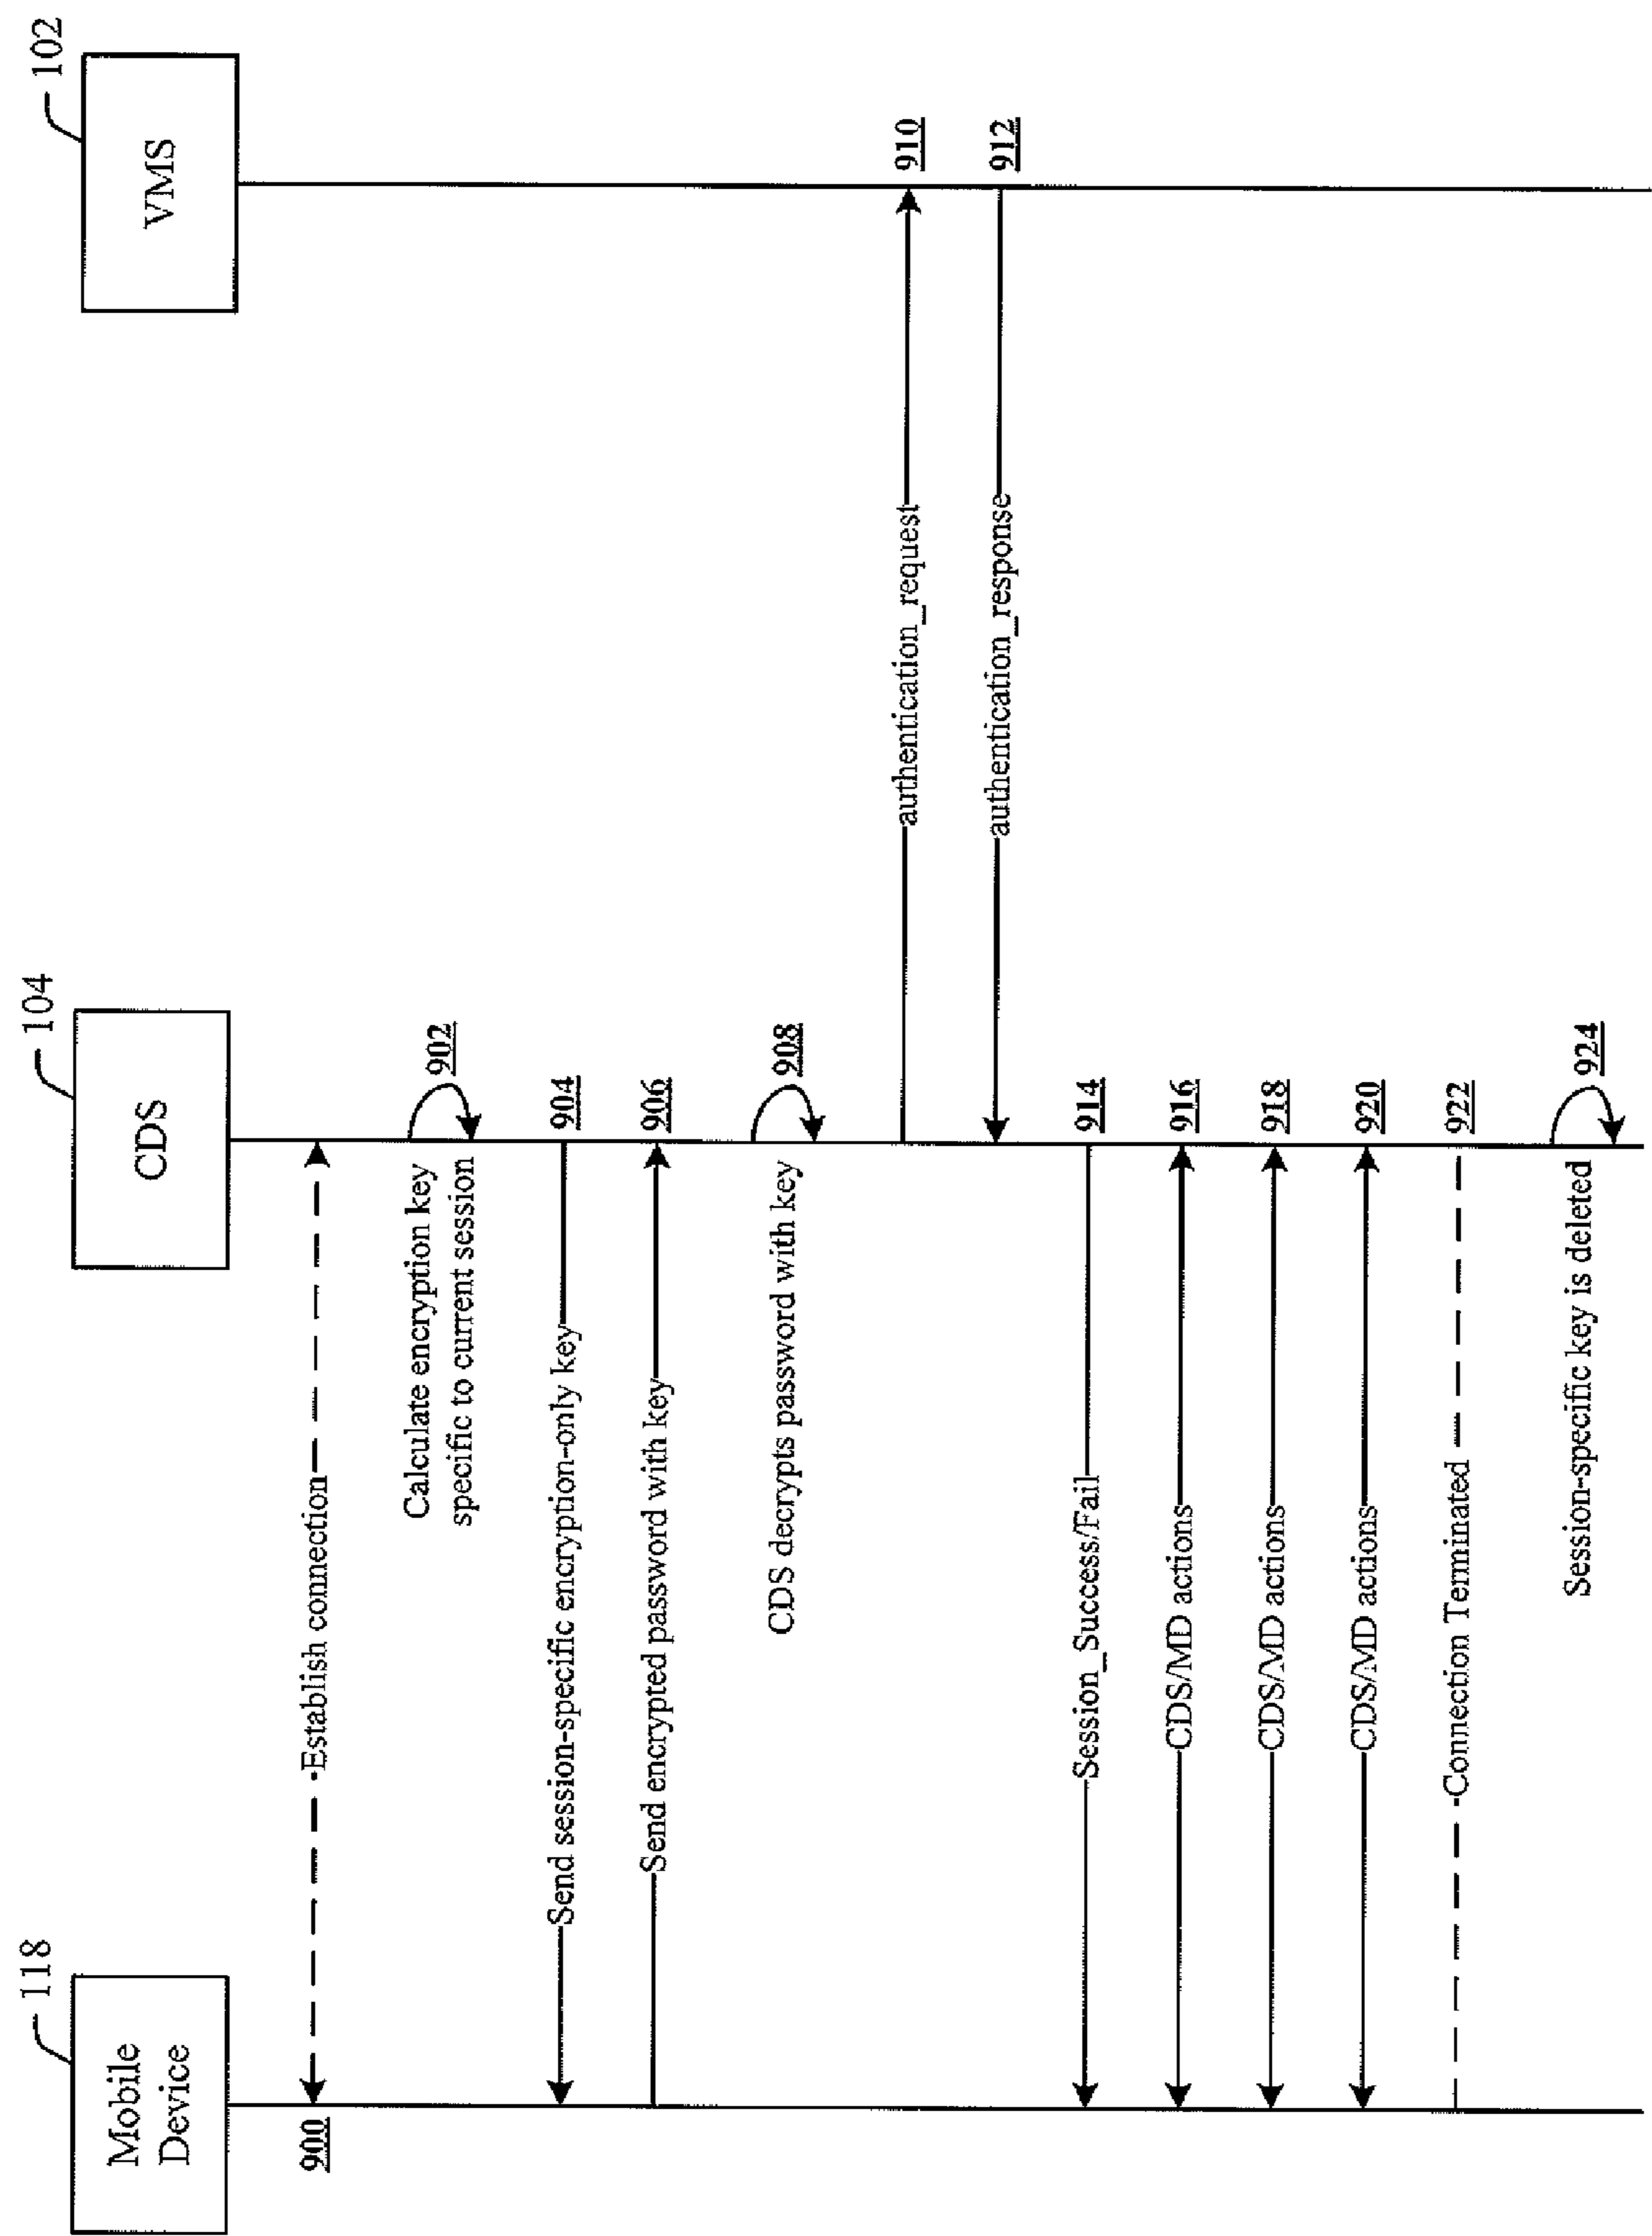 118
Mobile
Device
104
CDS
102
VMS
900
Establish connection
902
Calculate encryption key
specific to current session
904
Send session-specific encryption-only key
906
Send encrypted password with key
908
CDS decrypts password with key
authentication_request
910
authentication_response
912
Session_Success/Fail
914
CDS/MD actions
916
CDS/MD actions
918
CDS/MD actions
920
Connection Terminated
922
924
Session-specific key is deleted